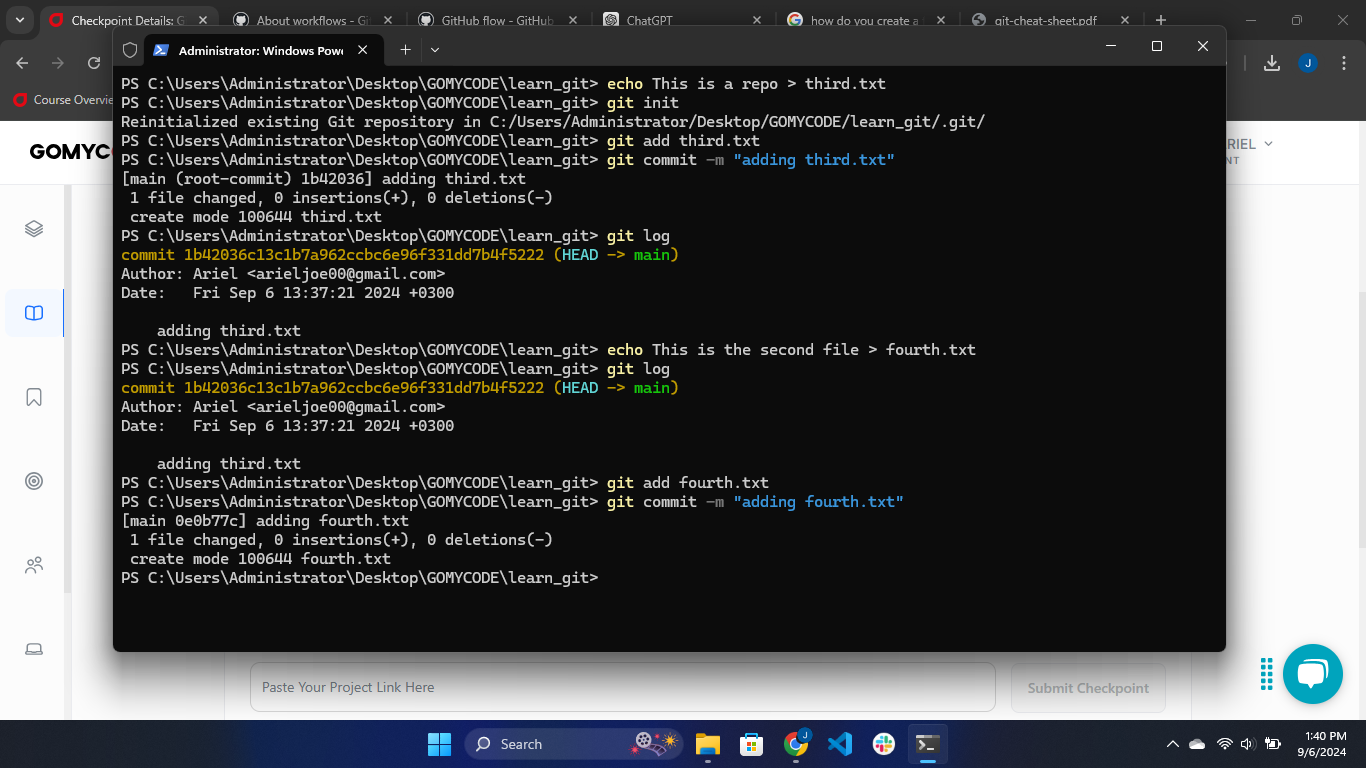 Checkpoint Details: G
About workflows - Gi
GitHub flow - GitHub
ChatGPT
how do you create a
git-cheat-sheet.pdf
Administrator: Windows Powe
J
Course Overvie
GOMYC
RIEL
NT
PS C:\Users\Administrator\Desktop\GOMYCODE\learn_git> echo This is a repo > third.txt
PS C:\Users\Administrator\Desktop\GOMYCODE\learn_git> git init
Reinitialized existing Git repository in C:/Users/Administrator/Desktop/GOMYCODE/learn_git/.git/
PS C:\Users\Administrator\Desktop\GOMYCODE\learn_git> git add third.txt
PS C:\Users\Administrator\Desktop\GOMYCODE\learn_git> git commit -m "adding third.txt"
[main (root-commit) 1b42036] adding third.txt
 1 file changed, 0 insertions(+), 0 deletions(-)
 create mode 100644 third.txt
PS C:\Users\Administrator\Desktop\GOMYCODE\learn_git> git log
commit 1b42036c13c1b7a962ccbc6e96f331dd7b4f5222 (HEAD -> main)
Author: Ariel <arieljoe00@gmail.com>
Date:   Fri Sep 6 13:37:21 2024 +0300
    adding third.txt
PS C:\Users\Administrator\Desktop\GOMYCODE\learn_git> echo This is the second file > fourth.txt
PS C:\Users\Administrator\Desktop\GOMYCODE\learn_git> git log
commit 1b42036c13c1b7a962ccbc6e96f331dd7b4f5222 (HEAD -> main)
Author: Ariel <arieljoe00@gmail.com>
Date:   Fri Sep 6 13:37:21 2024 +0300
    adding third.txt
PS C:\Users\Administrator\Desktop\GOMYCODE\learn_git> git add fourth.txt
PS C:\Users\Administrator\Desktop\GOMYCODE\learn_git> git commit -m "adding fourth.txt"
[main 0e0b77c] adding fourth.txt
 1 file changed, 0 insertions(+), 0 deletions(-)
 create mode 100644 fourth.txt
PS C:\Users\Administrator\Desktop\GOMYCODE\learn_git>
Paste Your Project Link Here
Submit Checkpoint
Search
J
1:40 PM
9/6/2024